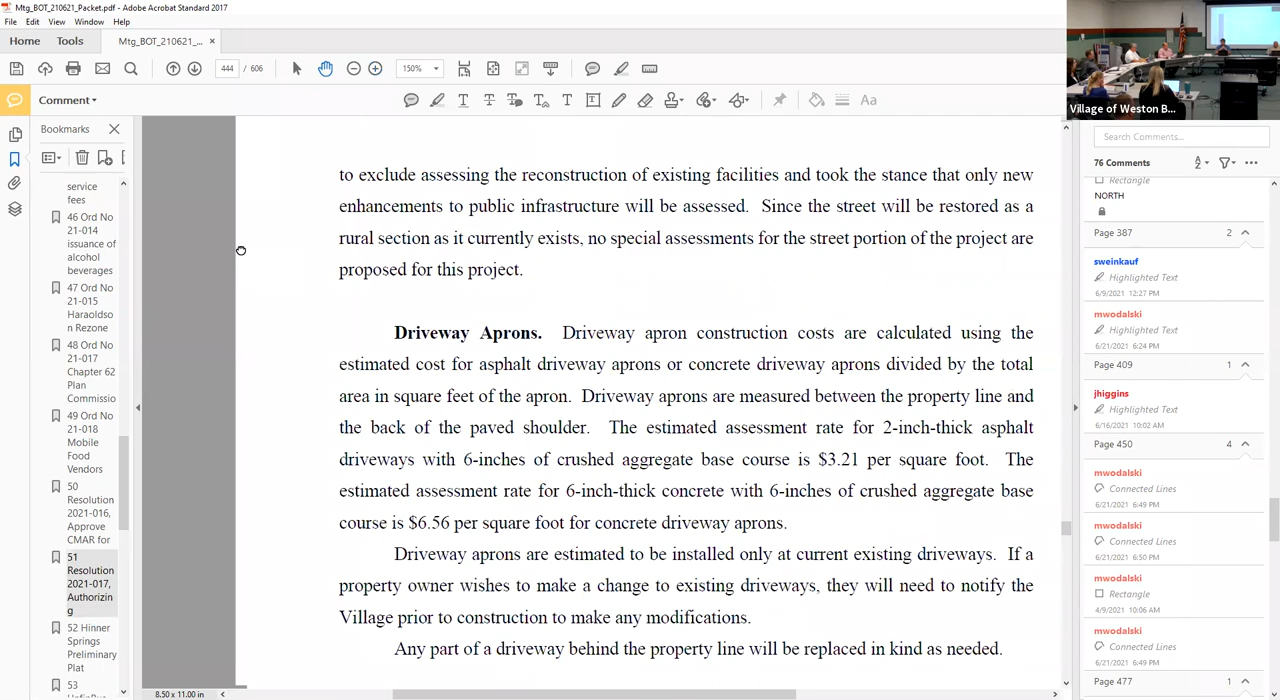 Mtg_BOT_210621_Packet.pdf - Adobe Acrobat Standard 2017
File Edit View Window Help
Home Tools Mtg_BOT_210621_... ×
444 / 606 150%
Comment
Aa
Bookmarks
service
fees
46 Ord No
21-014
issuance of
alcohol
beverages
47 Ord No
21-015
Haraoldso
n Rezone
48 Ord No
21-017
Chapter 62
Plan
Commissio
49 Ord No
21-018
Mobile
Food
Vendors
50
Resolution
2021-016,
Approve
CMAR for
51
Resolution
2021-017,
Authorizin
g
52 Hinner
Springs
Preliminary
Plat
53
to exclude assessing the reconstruction of existing facilities and took the stance that only new
enhancements to public infrastructure will be assessed. Since the street will be restored as a
rural section as it currently exists, no special assessments for the street portion of the project are
proposed for this project.
Driveway Aprons. Driveway apron construction costs are calculated using the
estimated cost for asphalt driveway aprons or concrete driveway aprons divided by the total
area in square feet of the apron. Driveway aprons are measured between the property line and
the back of the paved shoulder. The estimated assessment rate for 2-inch-thick asphalt
driveways with 6-inches of crushed aggregate base course is $3.21 per square foot. The
estimated assessment rate for 6-inch-thick concrete with 6-inches of crushed aggregate base
course is $6.56 per square foot for concrete driveway aprons.
Driveway aprons are estimated to be installed only at current existing driveways. If a
property owner wishes to make a change to existing driveways, they will need to notify the
Village prior to construction to make any modifications.
Any part of a driveway behind the property line will be replaced in kind as needed.
8.50 x 11.00 in
Village of Weston B...
Search Comments...
76 Comments
Rectangle
NORTH
Page 387 2
sweinkauf
Highlighted Text
6/9/2021 12:27 PM
mwodalski
Highlighted Text
6/21/2021 6:24 PM
Page 409 1
jhiggins
Highlighted Text
6/16/2021 10:02 AM
Page 450 4
mwodalski
Connected Lines
6/21/2021 6:49 PM
mwodalski
Connected Lines
6/21/2021 6:50 PM
mwodalski
Rectangle
4/9/2021 10:06 AM
mwodalski
Connected Lines
6/21/2021 6:49 PM
Page 477 1